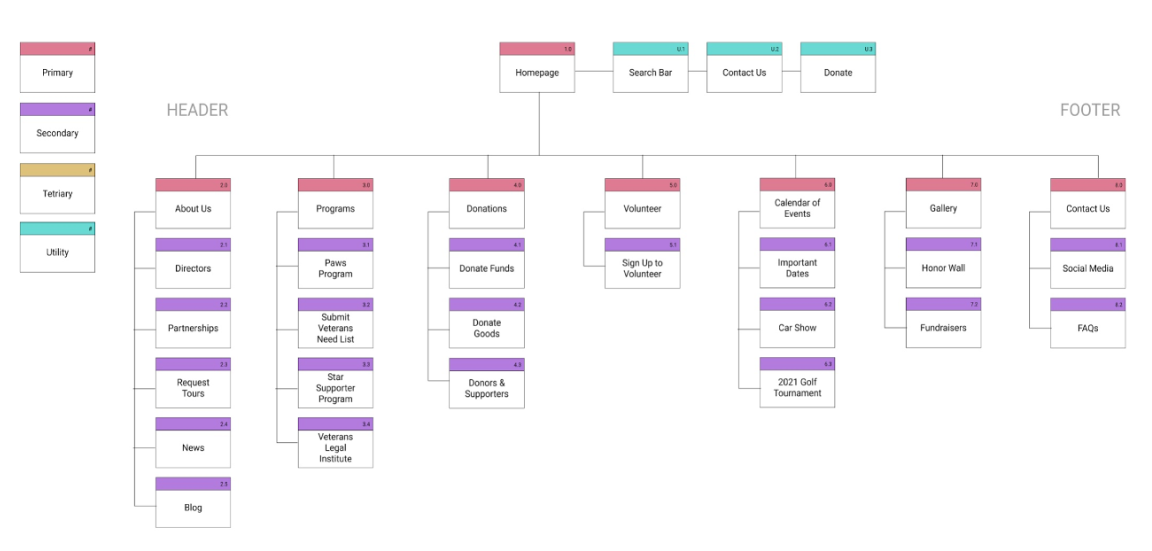 #
Primary
#
Secondary
#
Tetriary
#
Utility
HEADER
FOOTER
1.0
Homepage
U.1
Search Bar
U.2
Contact Us
U.3
Donate
2.0
About Us
2.1
Directors
2.2
Partnerships
2.3
Request
Tours
2.4
News
2.5
Blog
3.0
Programs
3.1
Paws
Program
3.2
Submit
Veterans
Need List
3.3
Star
Supporter
Program
3.4
Veterans
Legal
Institute
4.0
Donations
4.1
Donate Funds
4.2
Donate
Goods
4.3
Donors &
Supporters
5.0
Volunteer
5.1
Sign Up to
Volunteer
6.0
Calendar of
Events
6.1
Important
Dates
6.2
Car Show
6.3
2021 Golf
Tournament
7.0
Gallery
7.1
Honor Wall
7.2
Fundraisers
Contact Us
Social Media
FAQs